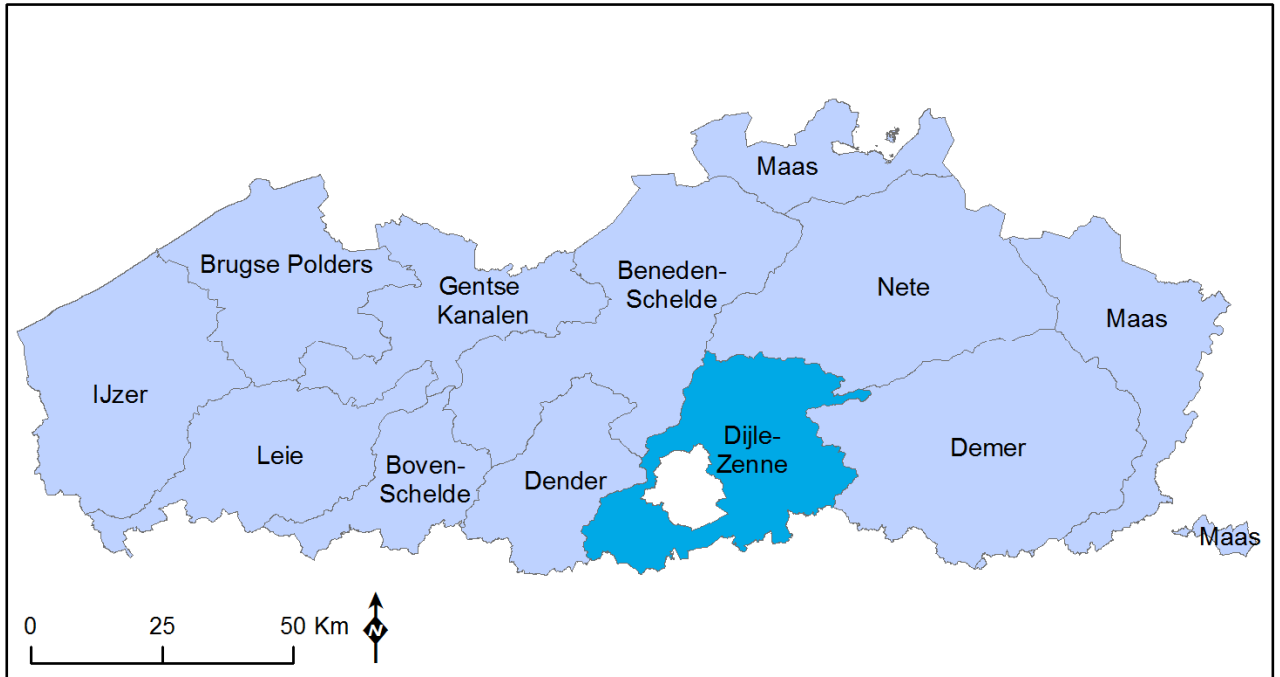 Maas
Brugse Polders
Beneden-
Schelde
Gentse
Kanalen
Nete
Maas
IJzer
Leie
Boven-
Schelde
Dender
Dijle-
Zenne
Demer
Maas
0 25 50 Km
N